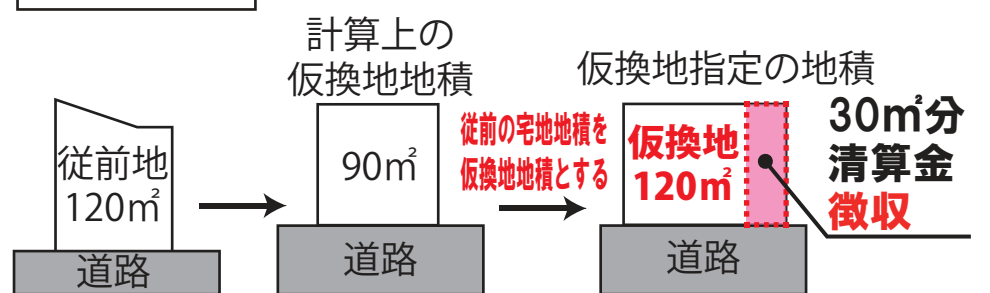 従前地
120㎡
道路
計算上の
仮換地地積
90㎡
道路
従前の宅地地積を
仮換地地積とする
仮換地指定の地積
仮換地
120㎡
道路
30㎡分
清算金
徴収